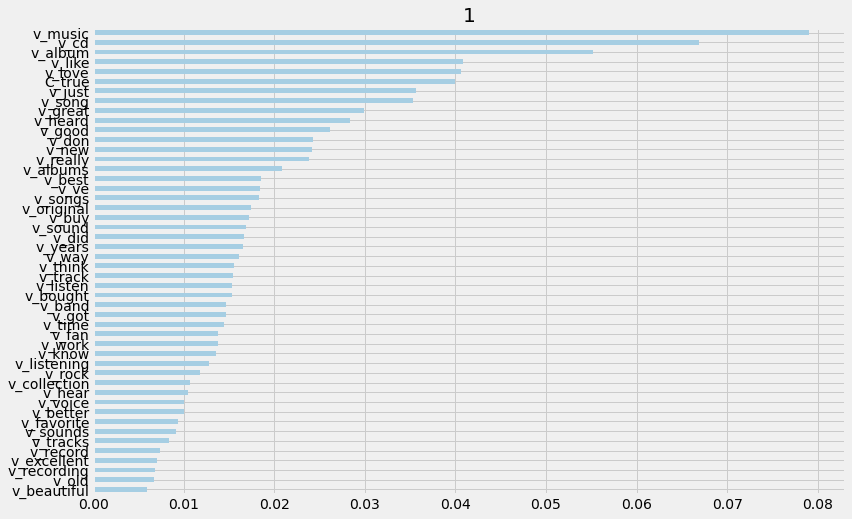 1
v_music
v_cd
v_album
v_like
v_love
C_true
v_just
v_song
v_great
v_heard
v_good
v_don
v_new
v_really
v_albums
v_best
v_ve
v_songs
v_original
v_buy
v_sound
v_did
v_years
v_way
v_think
v_track
v_listen
v_bought
v_band
v_got
v_time
v_fan
v_work
v_know
v_listening
v_rock
v_collection
v_hear
v_voice
v_better
v_favorite
v_sounds
v_tracks
v_record
v_excellent
v_recording
v_old
v_beautiful
0.00 0.01 0.02 0.03 0.04 0.05 0.06 0.07 0.08